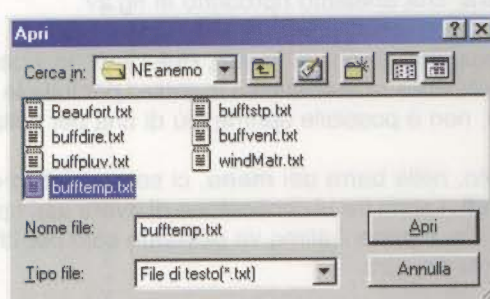 Apri
Cerca in: NEanemo
Beaufort.txt
buffdire.txt
buffpluv.txt
bufftemp.txt
bufftstp.txt
buffvent.txt
windMatr.txt
Nome file: bufftemp.txt Apri
Tipo file: File di testo(*.txt) Annulla